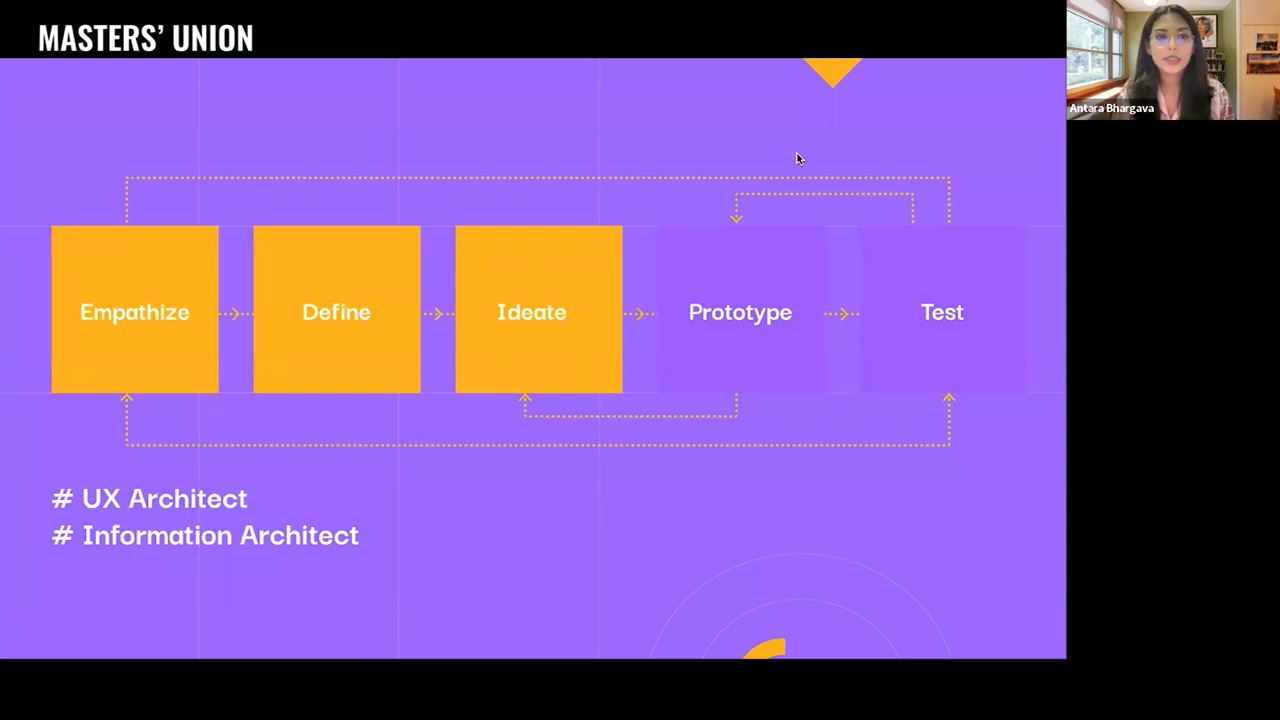 MASTERS' UNION
Antara Bhargava
Empathize
Define
Ideate
Prototype
Test
# UX Architect
# Information Architect